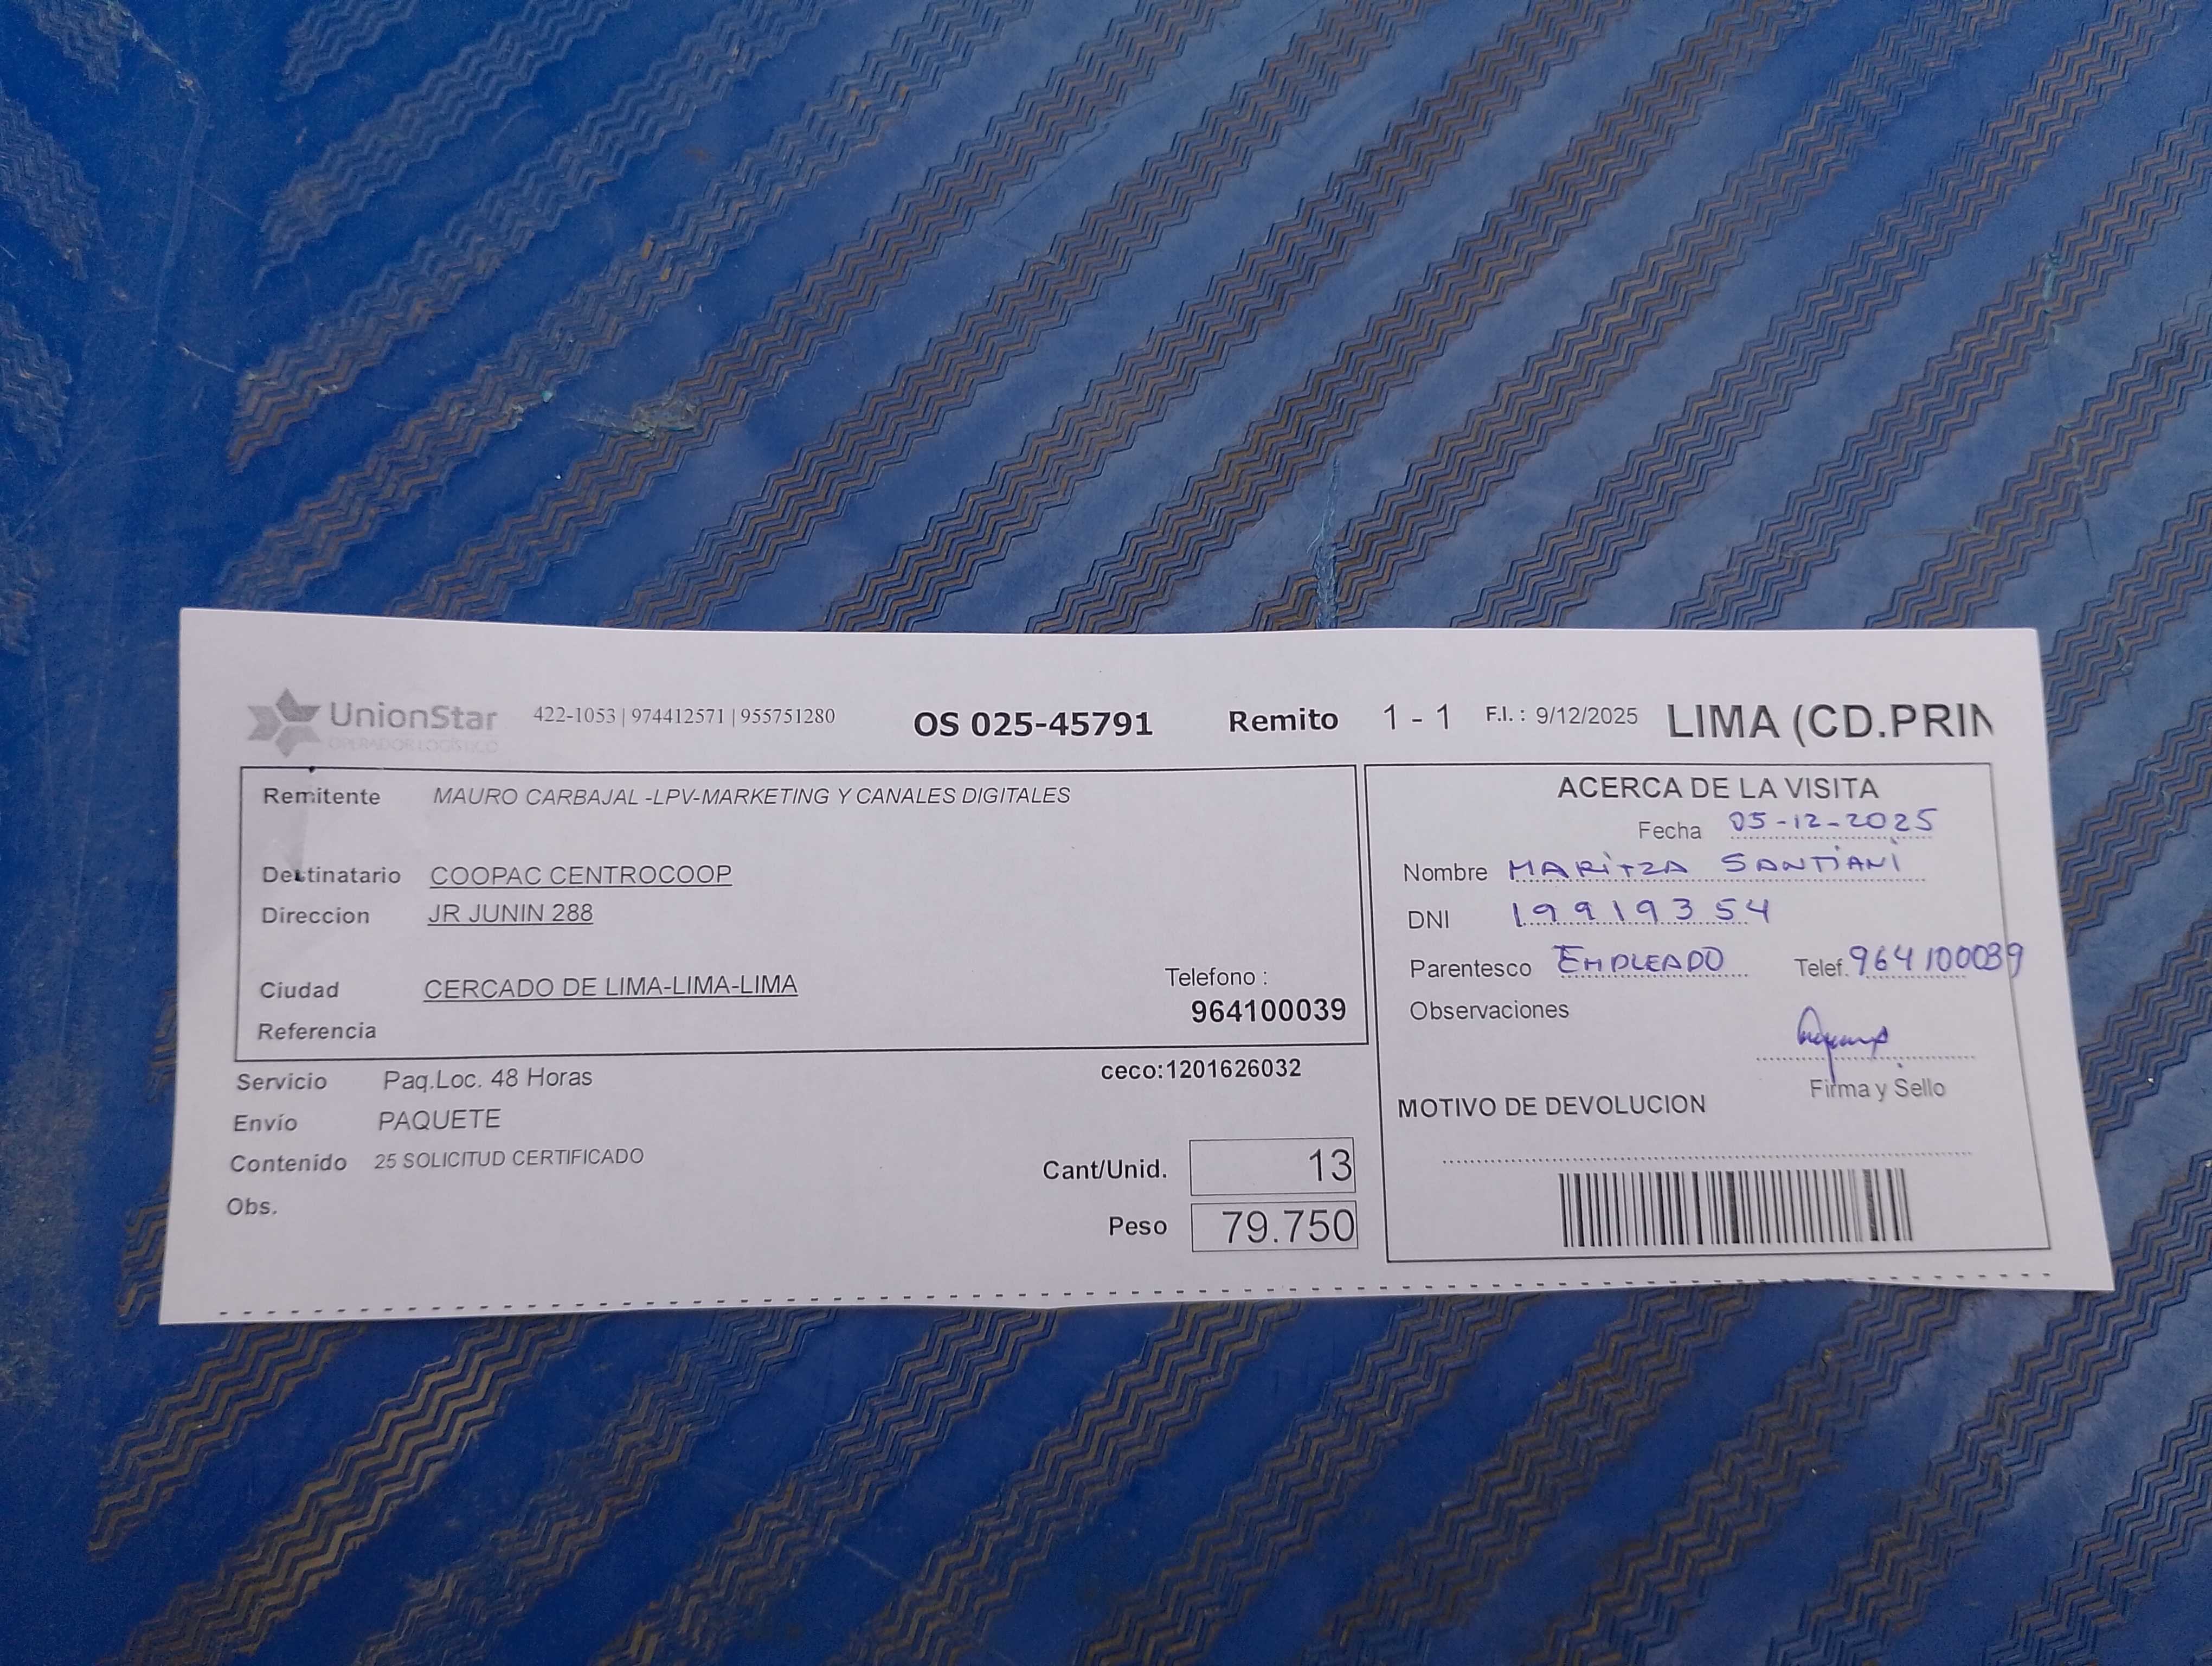 UnionStar 422-1053 | 974412571 | 955751280 OS 025-45791 Remito 1 - 1 F.I. : 9/12/2025 LIMA (CD.PRIN
OPERADOR LOGÍSTICO
Remitente MAURO CARBAJAL -LPV-MARKETING Y CANALES DIGITALES
Destinatario COOPAC CENTROCOOP
Direccion JR JUNIN 288
Ciudad CERCADO DE LIMA-LIMA-LIMA
Telefono :
964100039
Referencia
Servicio Paq.Loc. 48 Horas
ceco:1201626032
Envío PAQUETE
Contenido 25 SOLICITUD CERTIFICADO
Obs.
Cant/Unid. 13
Peso 79.750
ACERCA DE LA VISITA
Fecha 05-12-2025
Nombre MARITZA SANTIANI
DNI 19919354
Parentesco EMPLEADO Telef. 964100039
Observaciones
Firma y Sello
MOTIVO DE DEVOLUCION